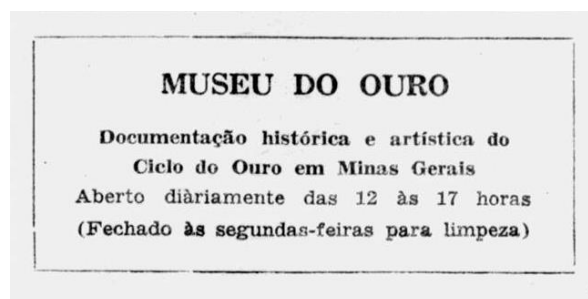 MUSEU DO OURO
Documentação histórica e artística do
Ciclo do Ouro em Minas Gerais
Aberto diàriamente das 12 às 17 horas
(Fechado às segundas-feiras para limpeza)